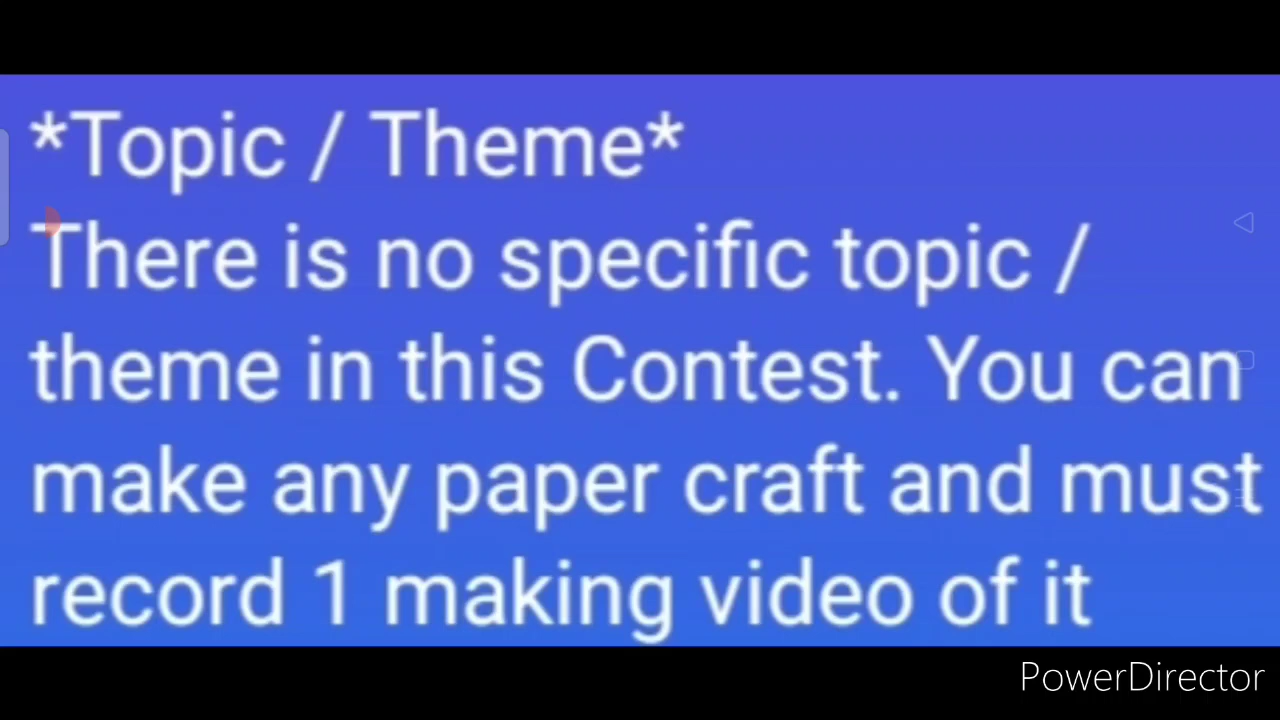 *Topic / Theme*
There is no specific topic /
theme in this Contest. You can
make any paper craft and must
record 1 making video of it
PowerDirector